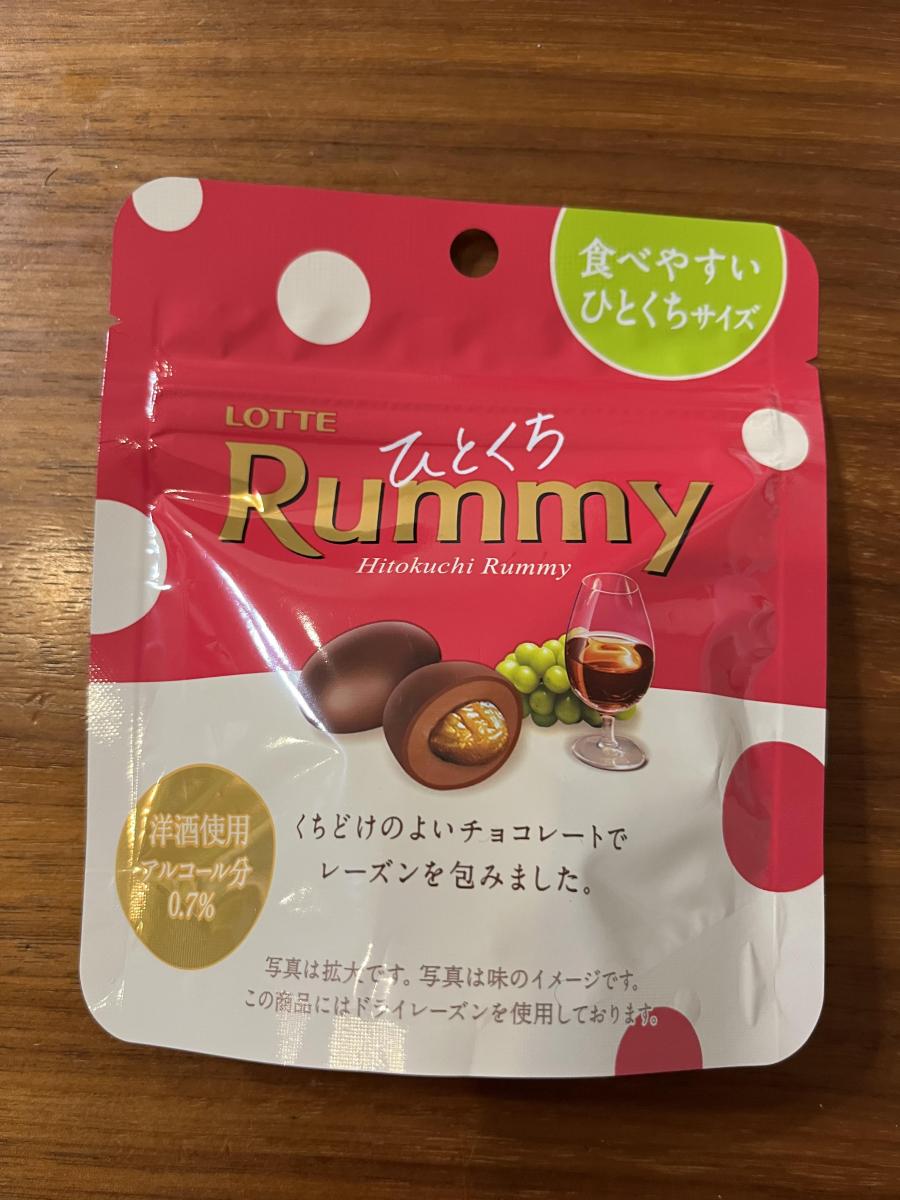 食べやすい
ひとくちサイズ
LOTTE
ひとくち
Rummy
Hitokuchi Rummy
くちどけのよいチョコレートで
レーズンを包みました。
洋酒使用
アルコール分
0.7%
写真は拡大です。写真は味のイメージです。
この商品にはドライレーズンを使用しております。